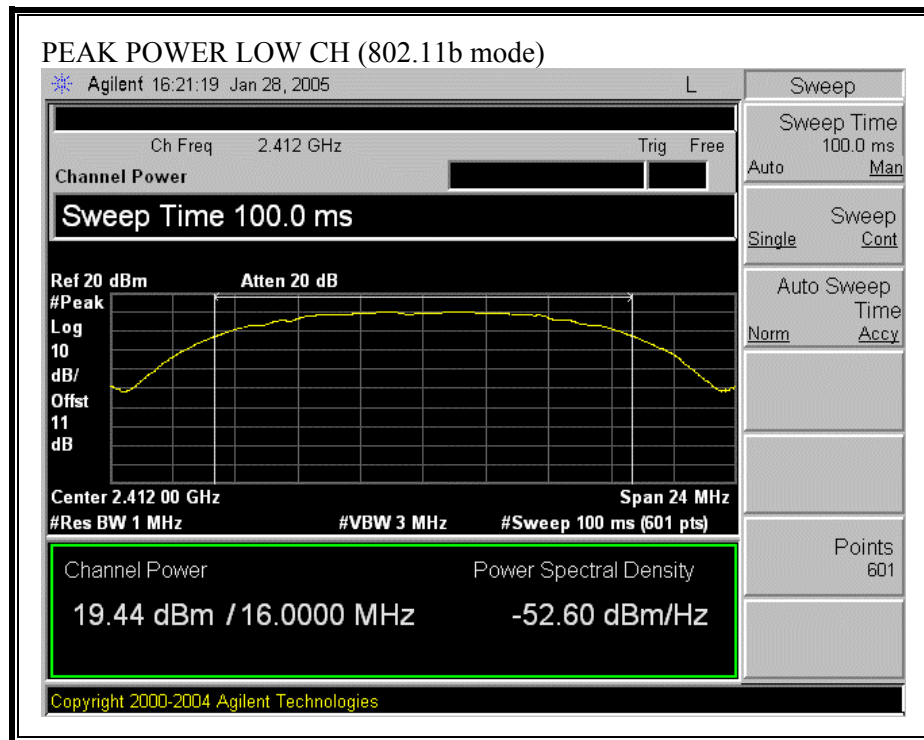 PEAK POWER LOW CH (802.11b mode)
Agilent 16:21:19 Jan 28, 2005 L
Sweep
Ch Freq 2.412 GHz Trig Free
Channel Power
Sweep Time 100.0 ms
Sweep Time
100.0 ms
Auto Man
Sweep
Single Cont
Auto Sweep
Time
Norm Accy
Points
601
Ref 20 dBm Atten 20 dB
#Peak
Log
10
dB/
Offst
11
dB
Center 2.412 00 GHz Span 24 MHz
#Res BW 1 MHz #VBW 3 MHz #Sweep 100 ms (601 pts)
Channel Power Power Spectral Density
19.44 dBm / 16.0000 MHz -52.60 dBm/Hz
Copyright 2000-2004 Agilent Technologies